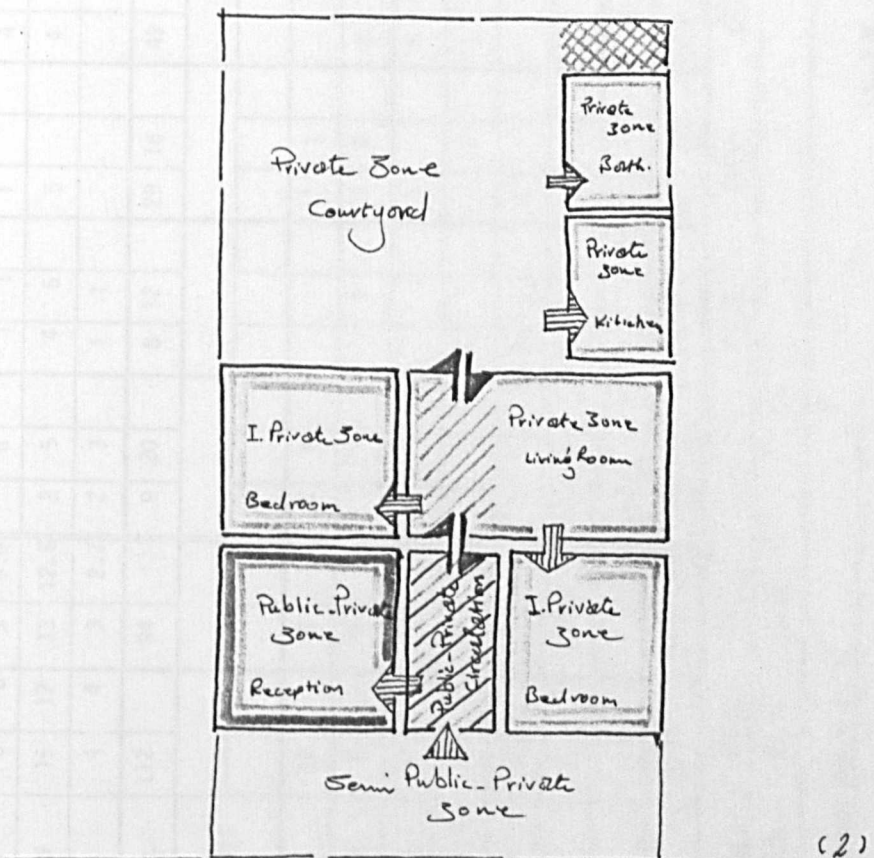 Private Zone
Bath.
Private Zone
Courtyard
Private
Zone
Kitchen
I. Private Zone
Bedroom
Private Zone
Living Room
Public-Private
Zone
Reception
Public-Private
Circulation
I. Private
Zone
Bedroom
Semi Public-Private
Zone
(2)